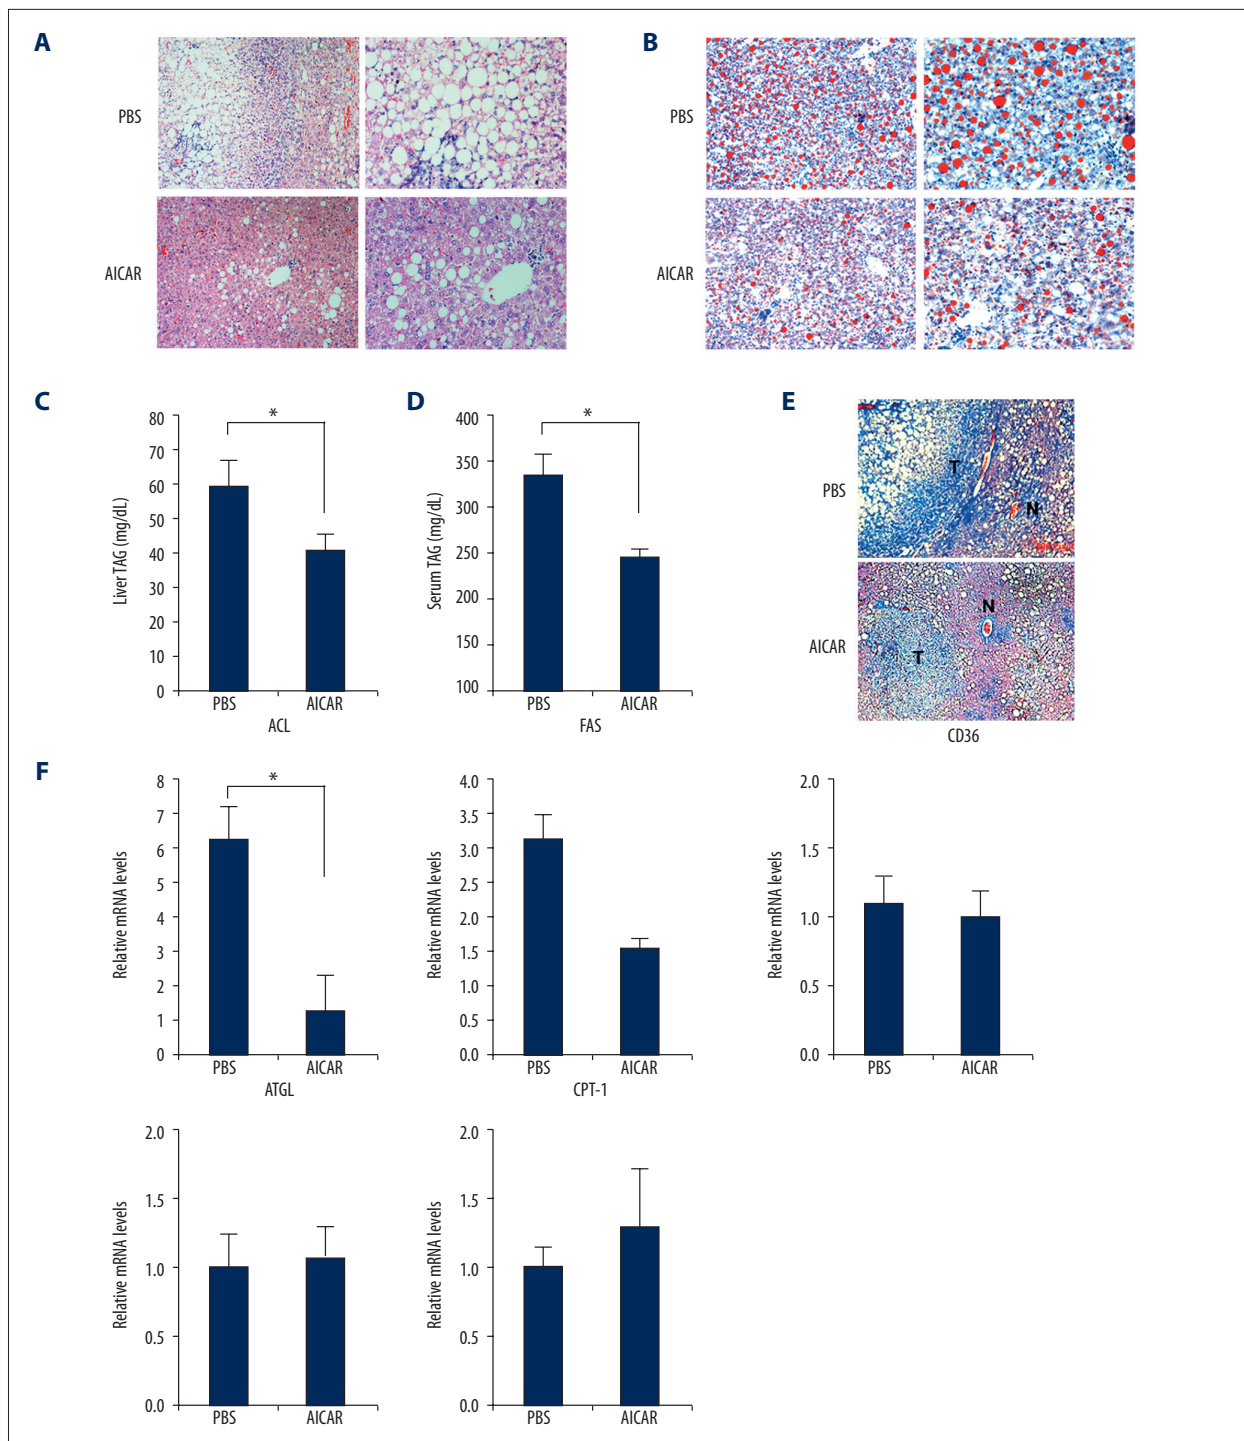 A
B
PBS
PBS
AICAR
AICAR
C
D
E
Liver TAG (mg/dL)
80
70
60
50
40
30
20
10
0
*
PBS
AICAR
ACL
Serum TAG (mg/dL)
400
350
300
250
200
150
100
*
PBS
AICAR
FAS
PBS
T
N
AICAR
N
T
CD36
F
Relative mRNA levels
8
7
6
5
4
3
2
1
0
*
PBS
AICAR
ATGL
Relative mRNA levels
4.0
3.5
3.0
2.5
2.0
1.5
1.0
0.5
0.0
PBS
AICAR
CPT-1
Relative mRNA levels
2.0
1.5
1.0
0.5
0.0
PBS
AICAR
Relative mRNA levels
2.0
1.5
1.0
0.5
0.0
PBS
AICAR
Relative mRNA levels
2.0
1.5
1.0
0.5
0.0
PBS
AICAR